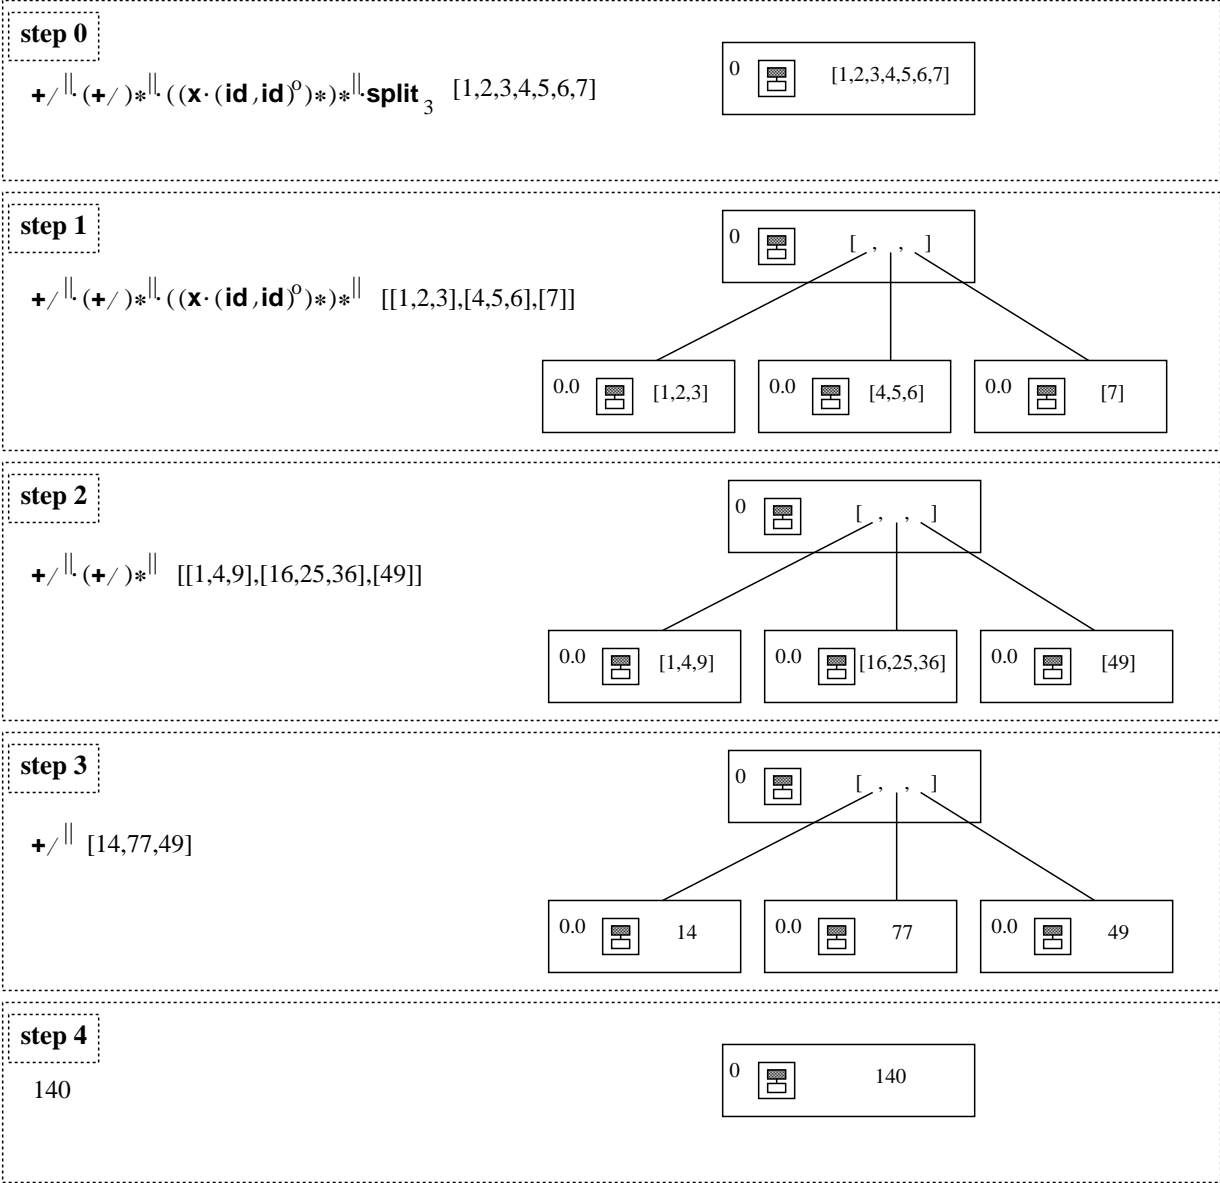 step 0
+/ ||· (+/ )*||· ((x· (id ,id)o)*)*||·split 3 [1,2,3,4,5,6,7]
0 [1,2,3,4,5,6,7]
step 1
0 [ , , ]
+/ ||· (+/ )*||· ((x· (id ,id)o)*)*|| [[1,2,3],[4,5,6],[7]]
0.0 [1,2,3] 0.0 [4,5,6] 0.0 [7]
step 2
0 [ , , ]
+/ ||· (+/ )*|| [[1,4,9],[16,25,36],[49]]
0.0 [1,4,9] 0.0 [16,25,36] 0.0 [49]
step 3
0 [ , , ]
+/ || [14,77,49]
0.0 14 0.0 77 0.0 49
step 4
0 140
140